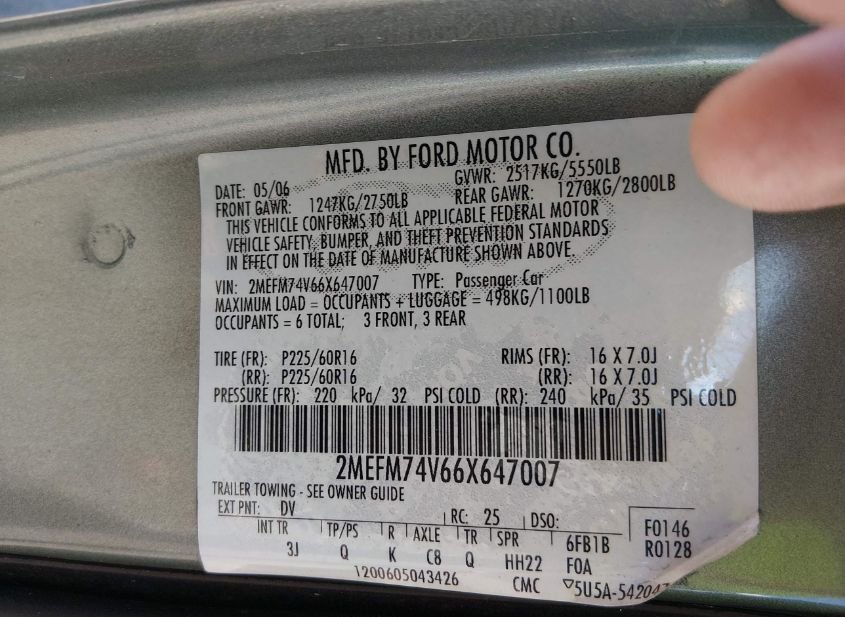 MFD. BY FORD MOTOR CO.
DATE: 05/06 GVWR: 2517KG/5550LB
FRONT GAWR: 1247KG/2750LB REAR GAWR: 1270KG/2800LB
THIS VEHICLE CONFORMS TO ALL APPLICABLE FEDERAL MOTOR
VEHICLE SAFETY, BUMPER, AND THEFT PREVENTION STANDARDS
IN EFFECT ON THE DATE OF MANUFACTURE SHOWN ABOVE.
VIN: 2MEFM74V66X647007 TYPE: Passenger Car
MAXIMUM LOAD = OCCUPANTS + LUGGAGE = 498KG/1100LB
OCCUPANTS = 6 TOTAL; 3 FRONT, 3 REAR
TIRE (FR): P225/60R16 RIMS (FR): 16 X 7.0J
(RR): P225/60R16 (RR): 16 X 7.0J
PRESSURE (FR): 220 kPa/ 32 PSI COLD (RR): 240 kPa/ 35 PSI COLD
2MEFM74V66X647007
TRAILER TOWING - SEE OWNER GUIDE
EXT PNT: DV RC: 25 DSO: F0146
INT TR TP/PS R AXLE TR SPR 6FB1B R0128
3J Q K C8 Q HH22 FOA
1200605043426 CMC ▽5U5A-54204